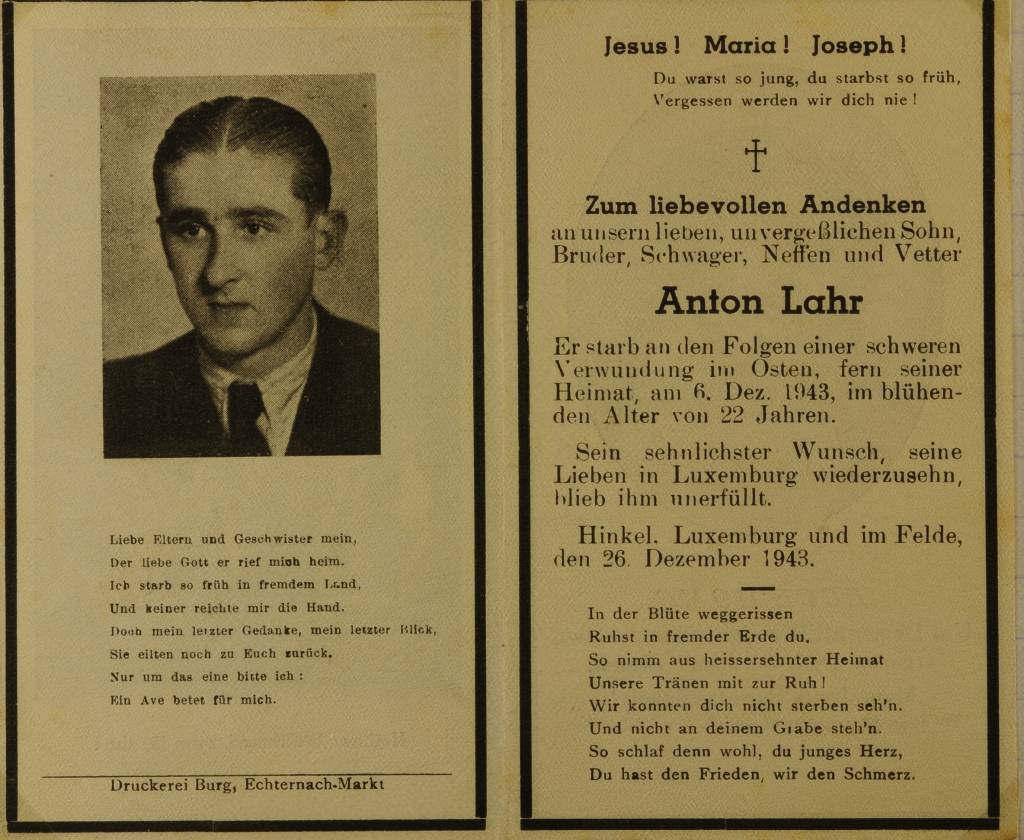 Liebe Eltern und Geschwister mein,
Der liebe Gott er rief mich heim.
Ich starb so früh in fremdem Land,
Und keiner reichte mir die Hand.
Doch mein letzter Gedanke, mein letzter Blick,
Sie eilten noch zu Euch zurück.
Nur um das eine bitte ich :
Ein Ave betet für mich.
Druckerei Burg, Echternach-Markt
Jesus ! Maria ! Joseph !
Du warst so jung, du starbst so früh,
Vergessen werden wir dich nie !
Zum liebevollen Andenken
an unsern lieben, unvergeßlichen Sohn,
Bruder, Schwager, Neffen und Vetter
Anton Lahr
Er starb an den Folgen einer schweren
Verwundung im Osten, fern seiner
Heimat, am 6. Dez. 1943, im blühen-
den Alter von 22 Jahren.
Sein sehnlichster Wunsch, seine
Lieben in Luxemburg wiederzusehn,
blieb ihm unerfüllt.
Hinkel, Luxemburg und im Felde,
den 26. Dezember 1943.
In der Blüte weggerissen
Ruhst in fremder Erde du.
So nimm aus heissersehnter Heimat
Unsere Tränen mit zur Ruh !
Wir konnten dich nicht sterben seh'n.
Und nicht an deinem Grabe steh'n.
So schlaf denn wohl, du junges Herz,
Du hast den Frieden, wir den Schmerz.